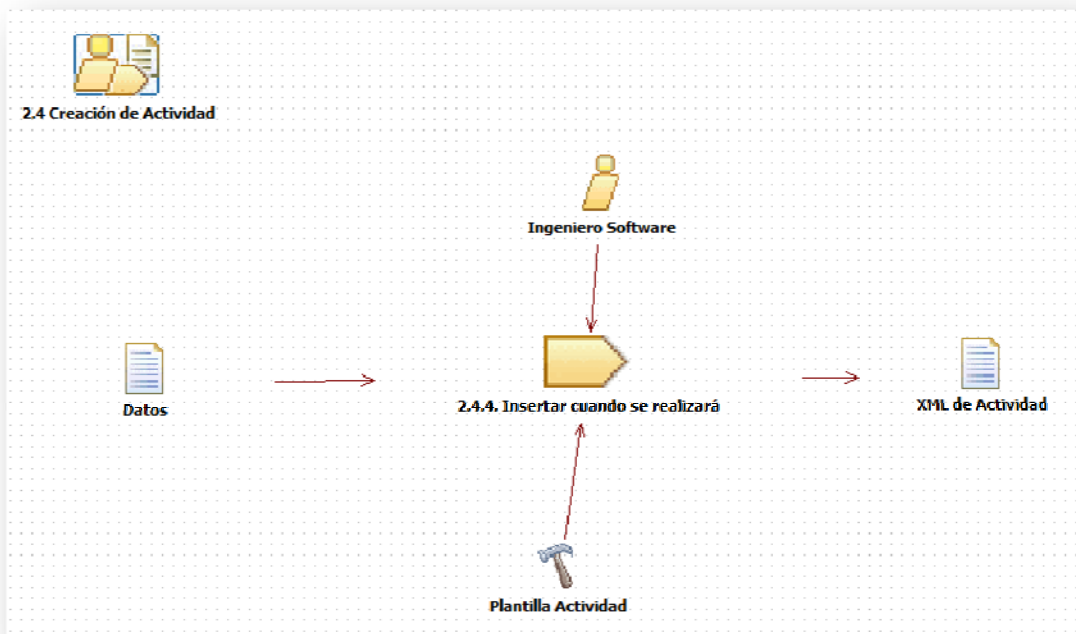 2.4 Creación de Actividad
Ingeniero Software
Datos
2.4.4. Insertar cuando se realizará
XML de Actividad
Plantilla Actividad